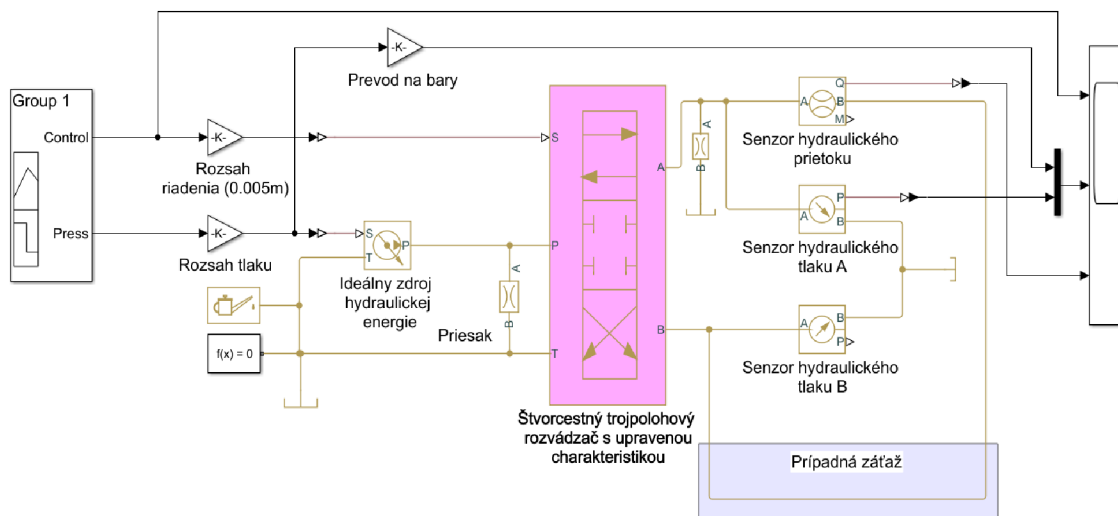 Group 1
Control
Press
-K-
Rozsah
riadenia (0.005m)
-K-
Rozsah tlaku
-K-
Prevod na bary
S
P
T
Ideálny zdroj
hydraulickej
energie
f(x) = 0
A
B
Priesak
S
P
T
A
B
Štvorcestný trojpolohový
rozvádzač s upravenou
charakteristikou
A
B
A
Q
B
M
Senzor hydraulického
prietoku
A
P
B
Senzor hydraulického
tlaku A
A
B
P
Senzor hydraulického
tlaku B
Prípadná záťaž